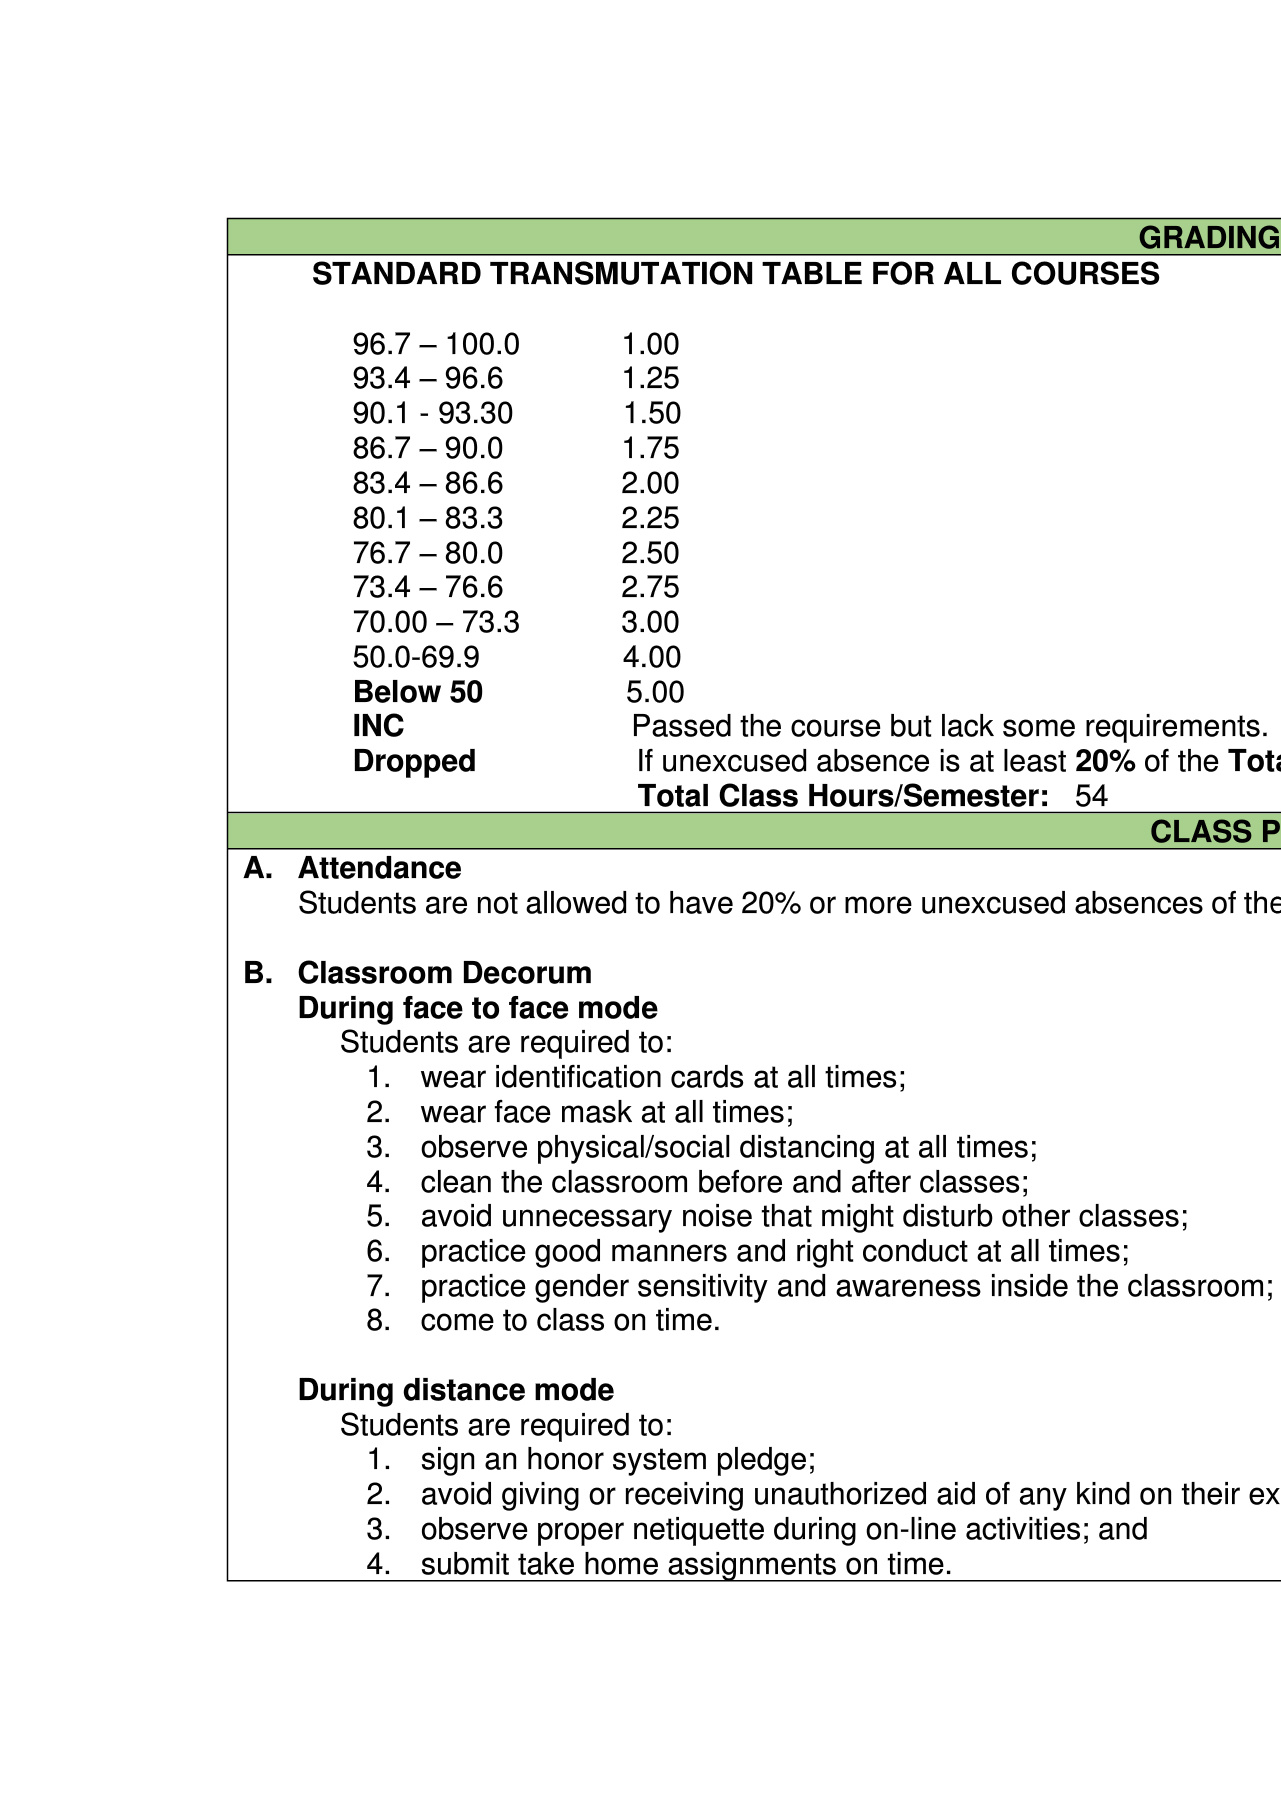 GRADING
STANDARD TRANSMUTATION TABLE FOR ALL COURSES
96.7 – 100.0 1.00
93.4 – 96.6 1.25
90.1 - 93.30 1.50
86.7 – 90.0 1.75
83.4 – 86.6 2.00
80.1 – 83.3 2.25
76.7 – 80.0 2.50
73.4 – 76.6 2.75
70.00 – 73.3 3.00
50.0-69.9 4.00
Below 50 5.00
INC Passed the course but lack some requirements.
Dropped If unexcused absence is at least 20% of the
Total Class Hours/Semester: 54
CLASS
A. Attendance
Students are not allowed to have 20% or more unexcused absences of the
B. Classroom Decorum
During face to face mode
Students are required to:
1. wear identification cards at all times;
2. wear face mask at all times;
3. observe physical/social distancing at all times;
4. clean the classroom before and after classes;
5. avoid unnecessary noise that might disturb other classes;
6. practice good manners and right conduct at all times;
7. practice gender sensitivity and awareness inside the classroom;
8. come to class on time.
During distance mode
Students are required to:
1. sign an honor system pledge;
2. avoid giving or receiving unauthorized aid of any kind on their
3. observe proper netiquette during on-line activities; and
4. submit take home assignments on time.